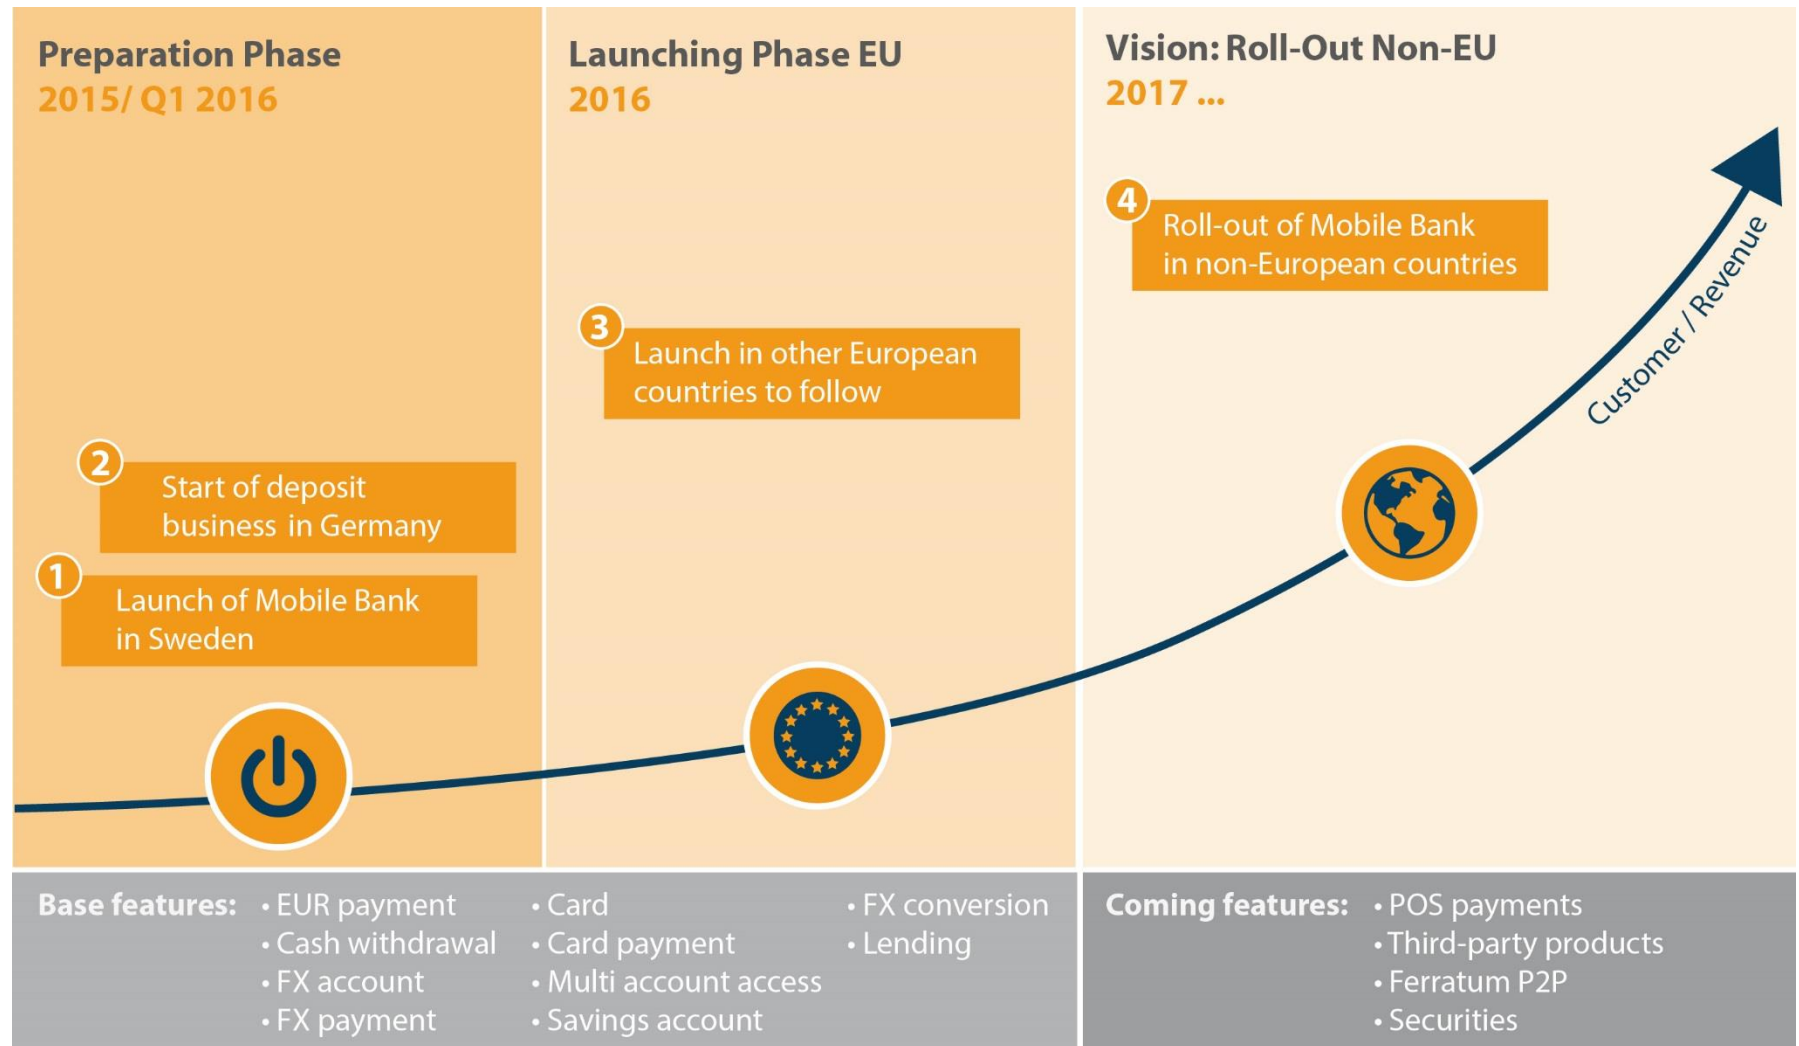 Preparation Phase
2015/ Q1 2016
Launching Phase EU
2016
Vision: Roll-Out Non-EU
2017 ...
4
Roll-out of Mobile Bank
in non-European countries
3
Launch in other European
countries to follow
2
Start of deposit
business in Germany
1
Launch of Mobile Bank
in Sweden
Customer / Revenue
Base features:
• EUR payment
• Cash withdrawal
• FX account
• FX payment
• Card
• Card payment
• Multi account access
• Savings account
• FX conversion
• Lending
Coming features:
• POS payments
• Third-party products
• Ferratum P2P
• Securities